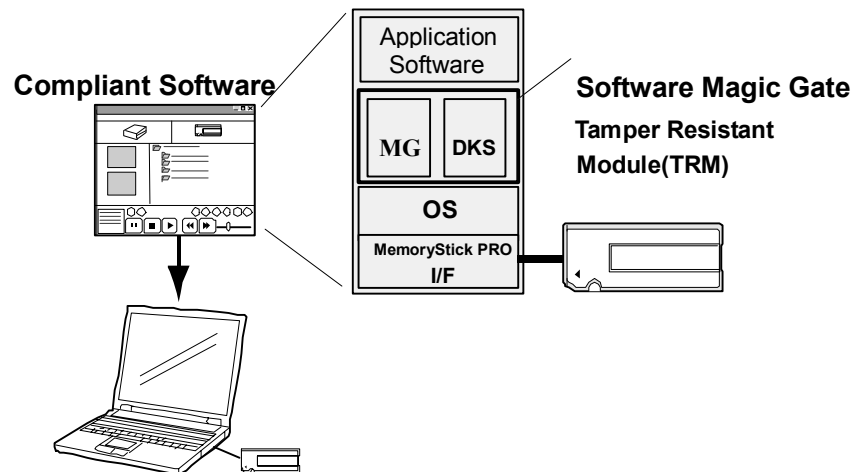 Compliant Software
Application
Software
MG
DKS
OS
MemoryStick PRO
I/F
Software Magic Gate
Tamper Resistant
Module(TRM)